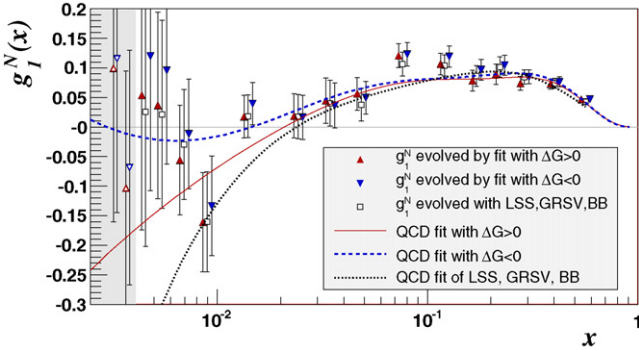 g₁ᴺ(x)
0.2
0.15
0.1
0.05
-0
-0.05
-0.1
-0.15
-0.2
-0.25
-0.3
g₁ᴺ evolved by fit with ΔG>0
g₁ᴺ evolved by fit with ΔG<0
g₁ᴺ evolved with LSS,GRSV,BB
QCD fit with ΔG>0
QCD fit with ΔG<0
QCD fit of LSS, GRSV, BB
10⁻² 10⁻¹ 1
x